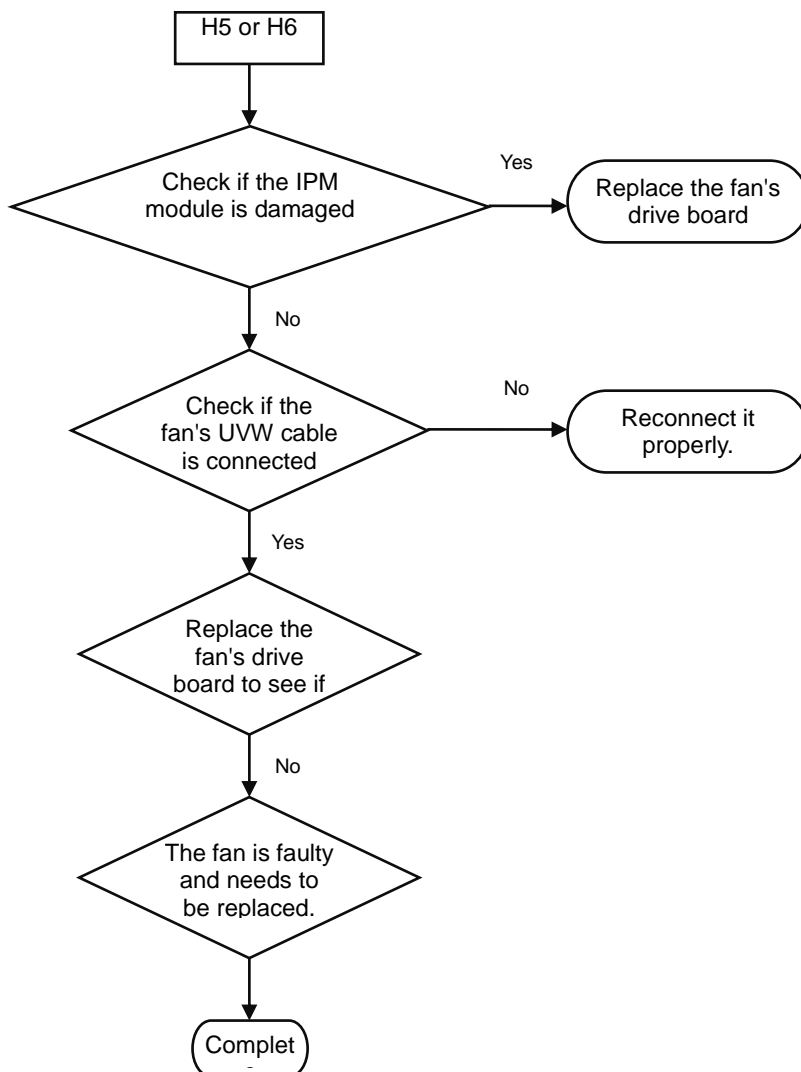 H5 or H6
Check if the IPM
module is damaged
Yes
Replace the fan's
drive board
No
Check if the
fan's UVW cable
is connected
No
Reconnect it
properly.
Yes
Replace the
fan's drive
board to see if
No
The fan is faulty
and needs to
be replaced.
Complet